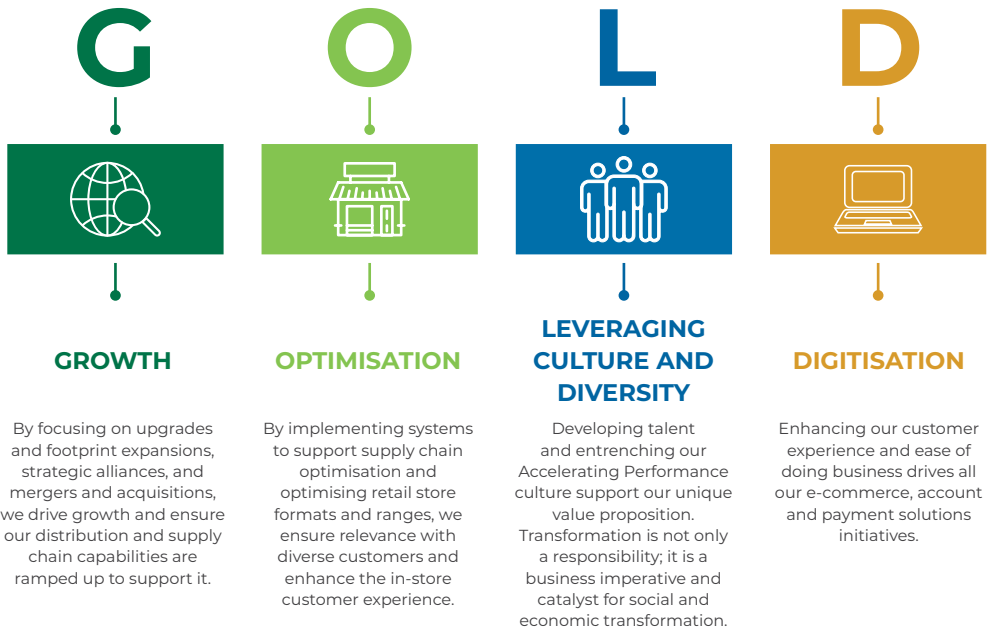 G
O
L
D
GROWTH
By focusing on upgrades
and footprint expansions,
strategic alliances, and
mergers and acquisitions,
we drive growth and ensure
our distribution and supply
chain capabilities are
ramped up to support it.
OPTIMISATION
By implementing systems
to support supply chain
optimisation and
optimising retail store
formats and ranges, we
ensure relevance with
diverse customers and
enhance the in-store
customer experience.
LEVERAGING
CULTURE AND
DIVERSITY
Developing talent
and entrenching our
Accelerating Performance
culture support our unique
value proposition.
Transformation is not only
a responsibility; it is a
business imperative and
catalyst for social and
economic transformation.
DIGITISATION
Enhancing our customer
experience and ease of
doing business drives all
our e-commerce, account
and payment solutions
initiatives.